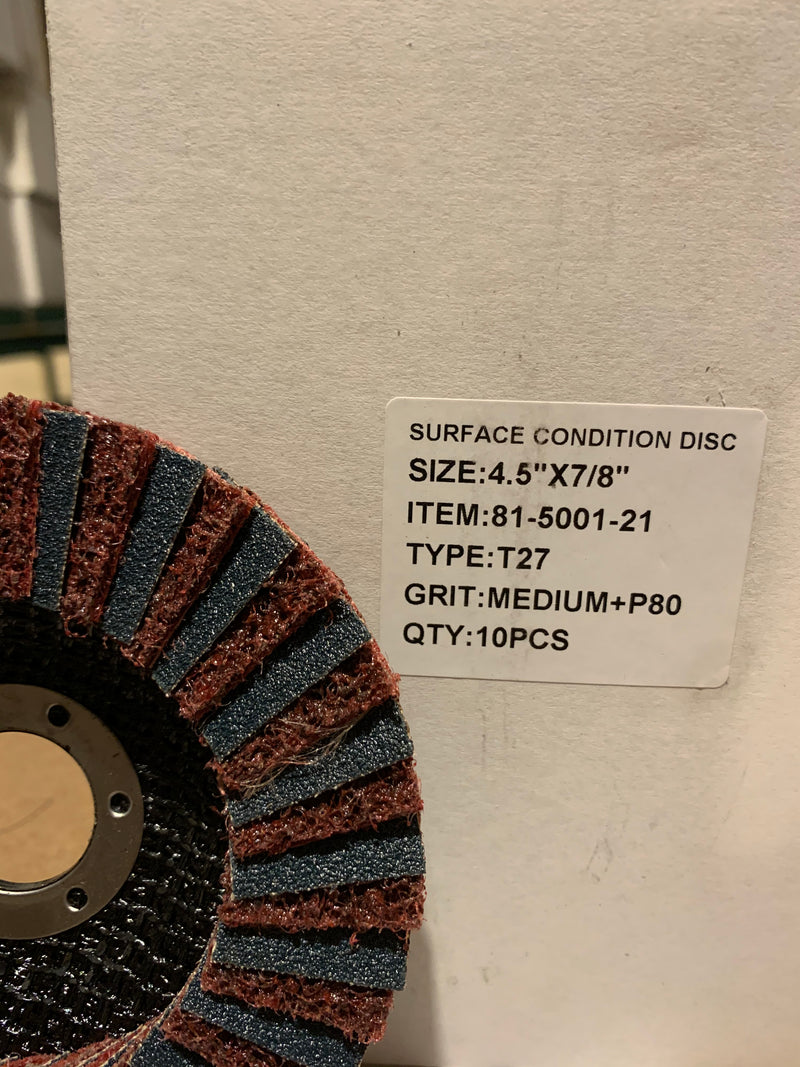 SURFACE CONDITION DISC
SIZE:4.5"X7/8"
ITEM:81-5001-21
TYPE:T27
GRIT:MEDIUM+P80
QTY:10PCS